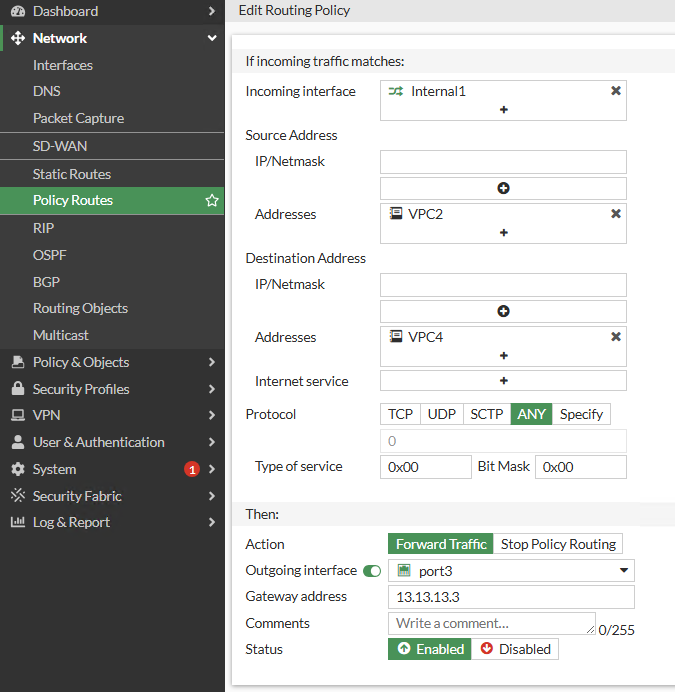 Dashboard
Network
Interfaces
DNS
Packet Capture
SD-WAN
Static Routes
Policy Routes
RIP
OSPF
BGP
Routing Objects
Multicast
Policy & Objects
Security Profiles
VPN
User & Authentication
System 1
Security Fabric
Log & Report
Edit Routing Policy
If incoming traffic matches:
Incoming interface Internal1
Source Address
IP/Netmask
Addresses VPC2
Destination Address
IP/Netmask
Addresses VPC4
Internet service
Protocol TCP UDP SCTP ANY Specify
0
Type of service 0x00 Bit Mask 0x00
Then:
Action Forward Traffic Stop Policy Routing
Outgoing interface port3
Gateway address 13.13.13.3
Comments Write a comment... 0/255
Status Enabled Disabled